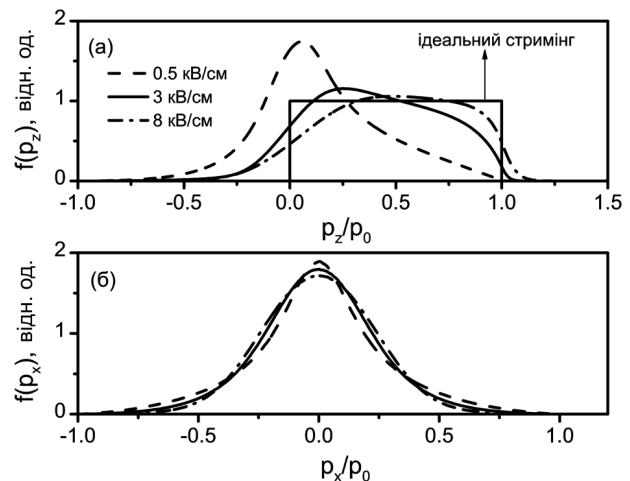 2
(а)
ідеальний стримінг
0.5 кВ/см
3 кВ/см
8 кВ/см
1
0
f(p_z), відн. од.
-1.0 -0.5 0.0 0.5 1.0 1.5
p_z/p_0
2
(б)
1
0
f(p_x), відн. од.
-1.0 -0.5 0.0 0.5 1.0
p_x/p_0